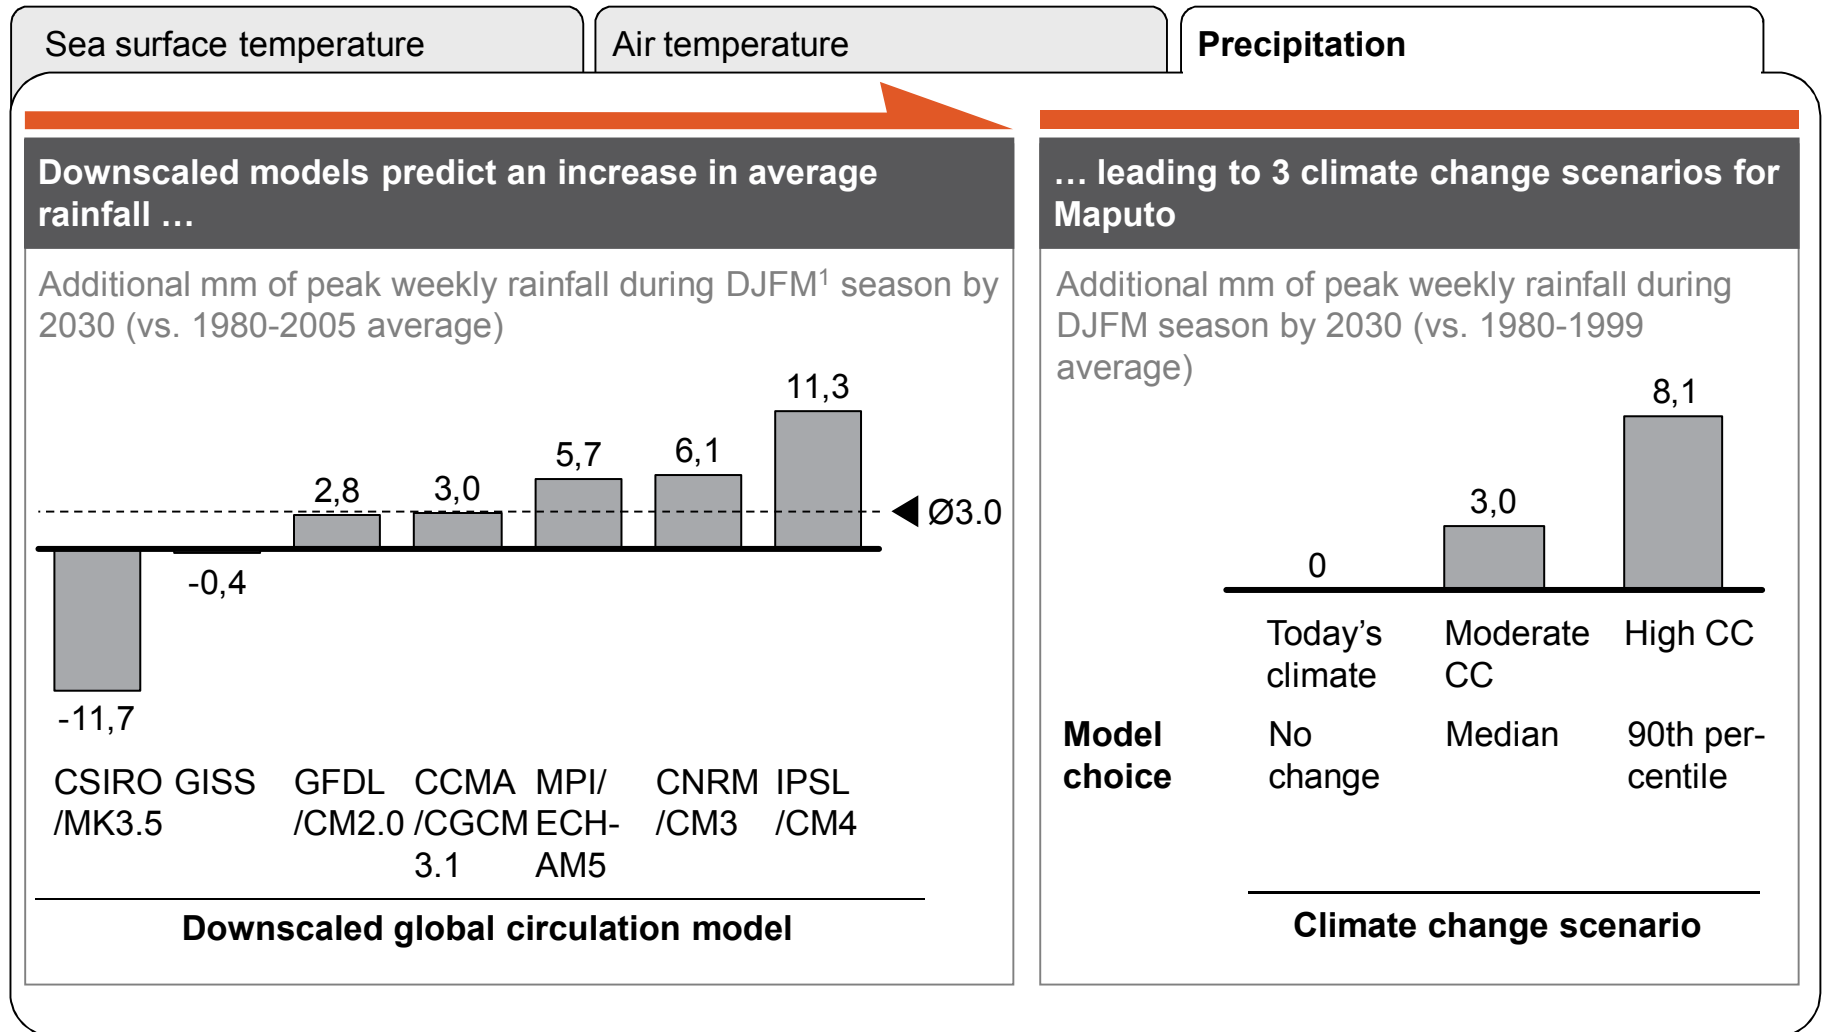 Sea surface temperature
Air temperature
Precipitation
Downscaled models predict an increase in average
rainfall …
Additional mm of peak weekly rainfall during DJFM¹ season by
2030 (vs. 1980-2005 average)
11,3
5,7
6,1
2,8
3,0
Ø3.0
-0,4
-11,7
CSIRO
/MK3.5
GISS
GFDL
/CM2.0
CCMA
/CGCM
3.1
MPI/
ECH-
AM5
CNRM
/CM3
IPSL
/CM4
Downscaled global circulation model
… leading to 3 climate change scenarios for
Maputo
Additional mm of peak weekly rainfall during
DJFM season by 2030 (vs. 1980-1999
average)
8,1
3,0
0
Today’s
climate
Moderate
CC
High CC
Model
choice
No
change
Median
90th per-
centile
Climate change scenario